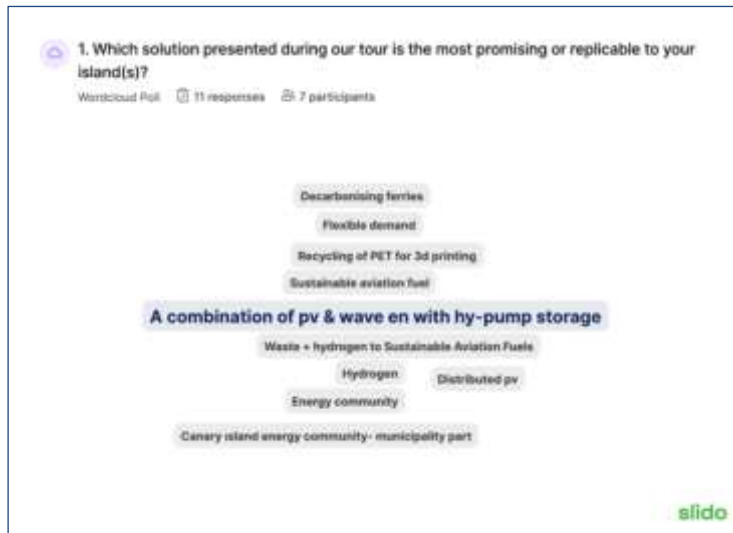 1. Which solution presented during our tour is the most promising or replicable to your
island(s)?
Wordcloud Poll 11 responses 7 participants
Decarbonising ferries
Flexible demand
Recycling of PET for 3d printing
Sustainable aviation fuel
A combination of pv & wave en with hy-pump storage
Waste + hydrogen to Sustainable Aviation Fuels
Hydrogen
Distributed pv
Energy community
Canary island energy community- municipality part
slido